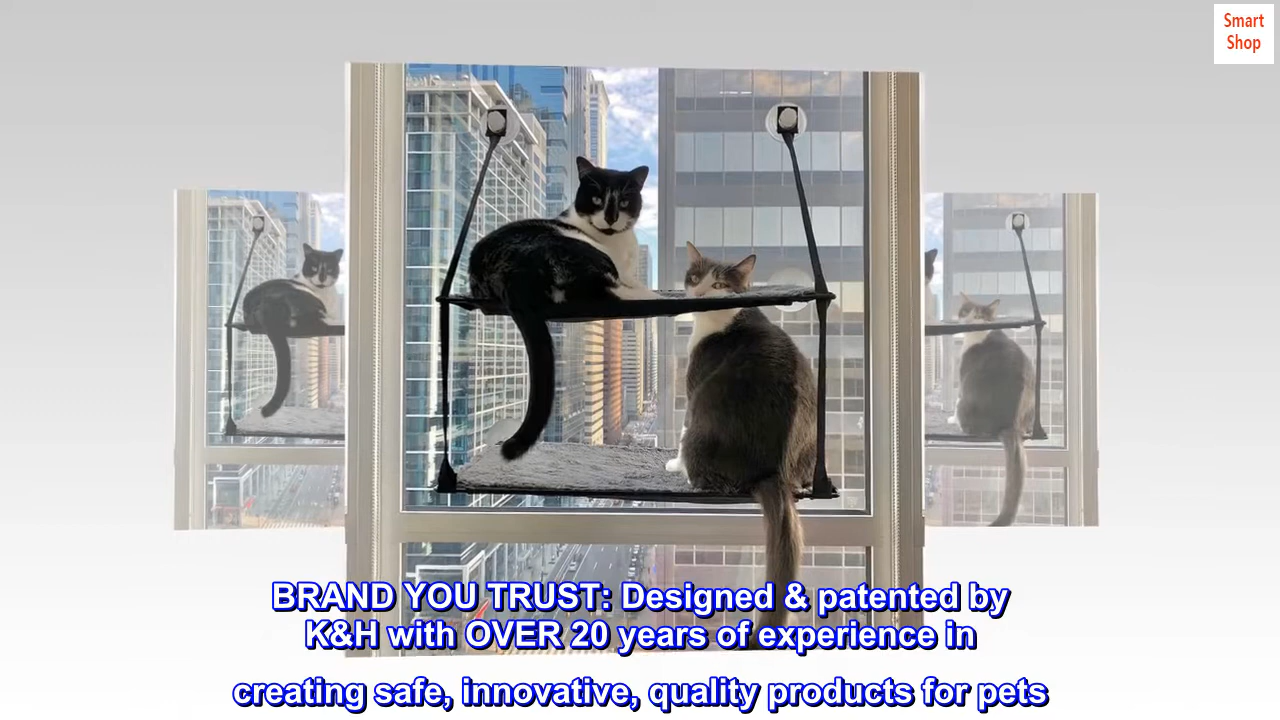 Smart
Shop
BRAND YOU TRUST: Designed & patented by
K&H with OVER 20 years of experience in
creating safe, innovative, quality products for pets